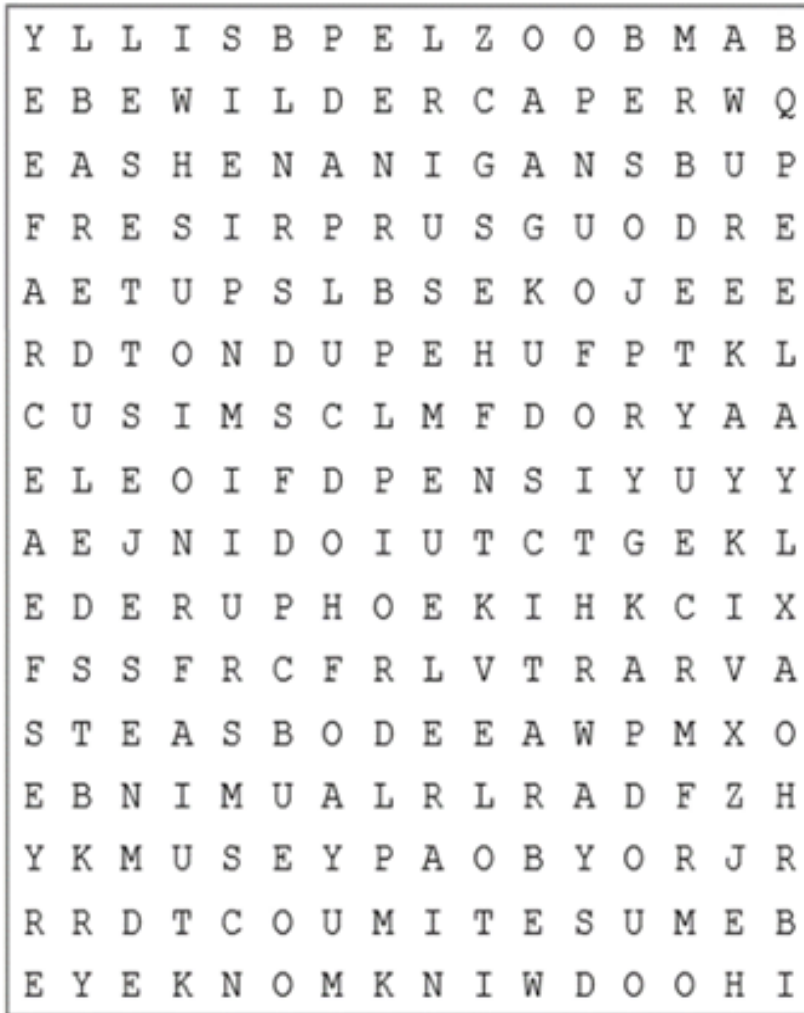 Y L L I S B P E L Z O O B M A B
E B E W I L D E R C A P E R W Q
E A S H E N A N I G A N S B U P
F R E S I R P R U S G U O D R E
A E T U P S L B S E K O J E E E
R D T O N D U P E H U F P T K L
C U S I M S C L M F D O R Y A A
E L E O I F D P E N S I Y U Y Y
A E J N I D O I U T C T G E K L
E D E R U P H O E K I H K C I X
F S S F R C F R L V T R A R V A
S T E A S B O D E E A W P M X O
E B N I M U A L R L R A D F Z H
Y K M U S E Y P A O B Y O R J R
R R D T C O U M I T E S U M E B
E Y E K N O M K N I W D O O H I